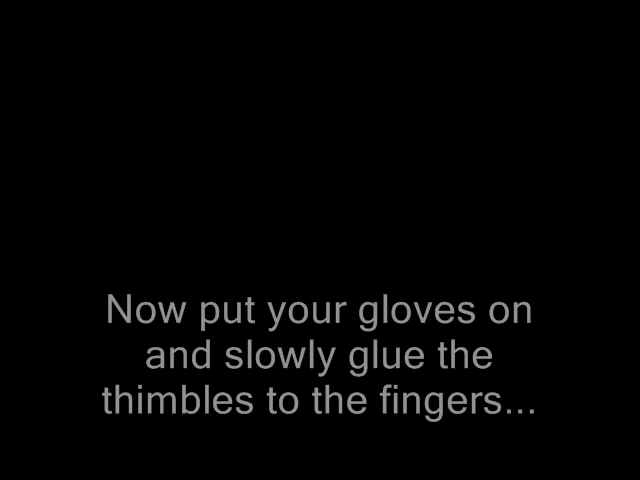 Now put your gloves on
and slowly glue the
thimbles to the fingers...